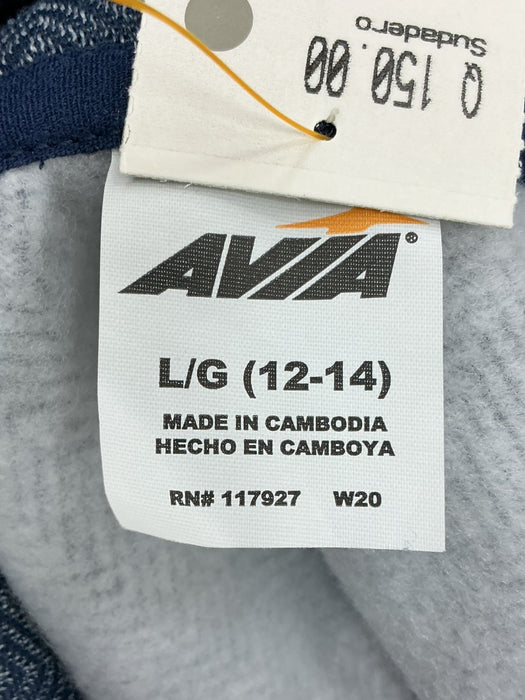 Sudadero
Q 150.00
AVIA®
L/G (12-14)
MADE IN CAMBODIA
HECHO EN CAMBOYA
RN# 117927 W20